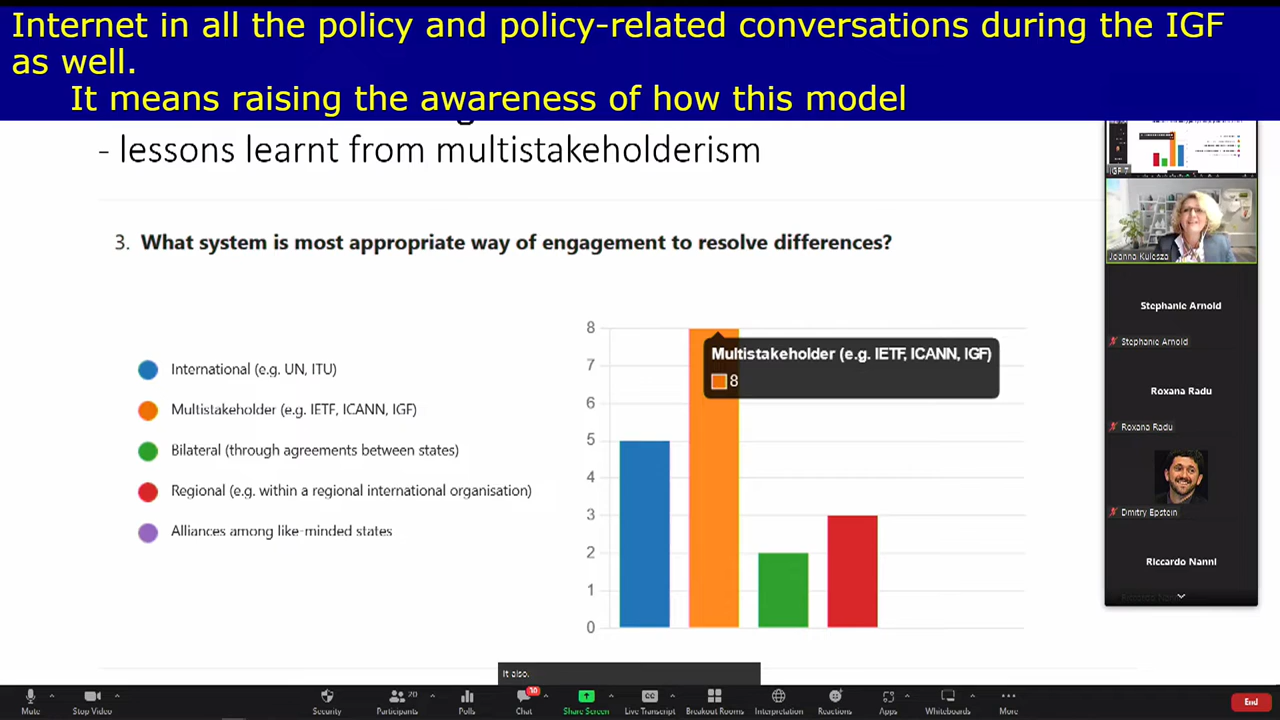 Internet in all the policy and policy-related conversations during the IGF
as well.
It means raising the awareness of how this model
- lessons learnt from multistakeholderism
3. What system is most appropriate way of engagement to resolve differences?
International (e.g. UN, ITU)
Multistakeholder (e.g. IETF, ICANN, IGF)
Bilateral (through agreements between states)
Regional (e.g. within a regional international organisation)
Alliances among like-minded states
8
7
6
5
4
3
2
1
0
Multistakeholder (e.g. IETF, ICANN, IGF)
8
IGF 7
Joanna Kulesza
Stephanie Arnold
Stephanie Arnold
Roxana Radu
Roxana Radu
Dmitry Epstein
Riccardo Nanni
It also.
Mute
Stop Video
Security
Participants
20
Polls
Chat
10
Share Screen
CC
Live Transcript
Breakout Rooms
Interpretation
Reactions
Apps
Whiteboards
More
End